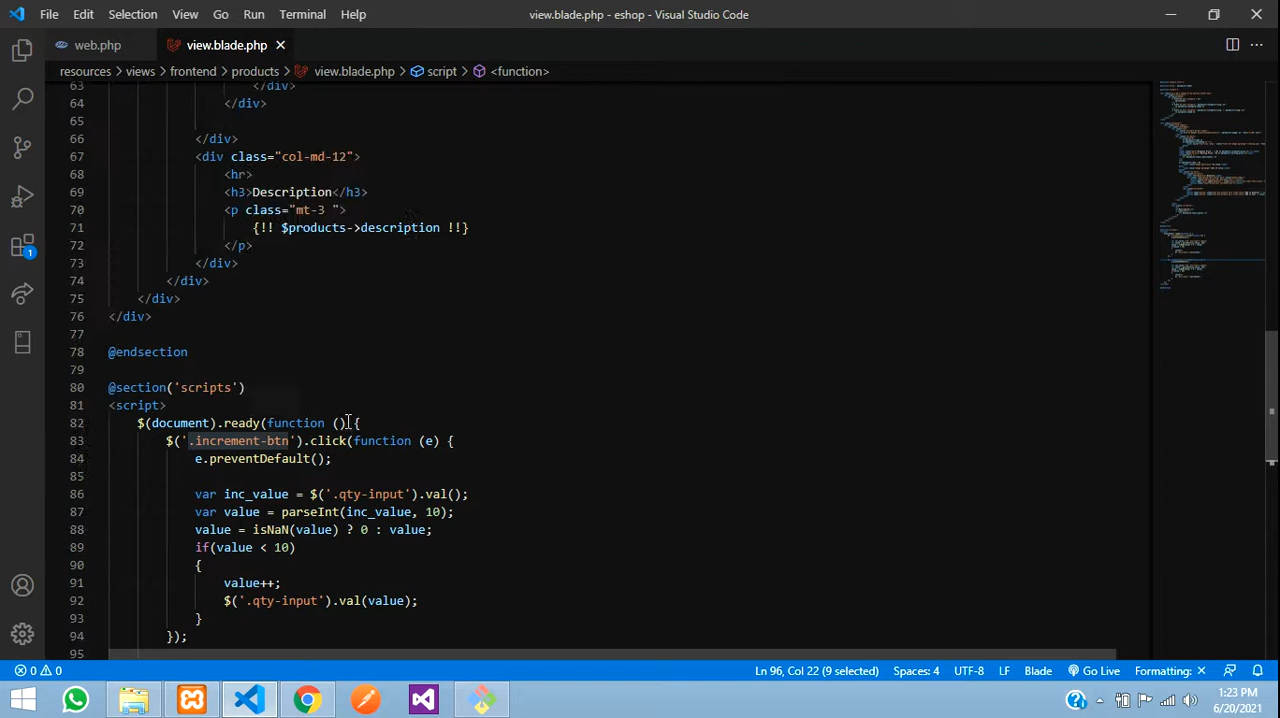 File Edit Selection View Go Run Terminal Help
view.blade.php - eshop - Visual Studio Code
web.php
view.blade.php
resources > views > frontend > products > view.blade.php > script > <function>
63 </div>
64 </div>
65
66 </div>
67 <div class="col-md-12">
68 <hr>
69 <h3>Description</h3>
70 <p class="mt-3 ">
71 {!! $products->description !!}
72 </p>
73 </div>
74 </div>
75 </div>
76 </div>
77
78 @endsection
79
80 @section('scripts')
81 <script>
82 $(document).ready(function () {
83 $('.increment-btn').click(function (e) {
84 e.preventDefault();
85
86 var inc_value = $('.qty-input').val();
87 var value = parseInt(inc_value, 10);
88 value = isNaN(value) ? 0 : value;
89 if(value < 10)
90 {
91 value++;
92 $('.qty-input').val(value);
93 }
94 });
95
1
0 0 Ln 96, Col 22 (9 selected) Spaces: 4 UTF-8 LF Blade Go Live Formatting: ×
1:23 PM
6/20/2021